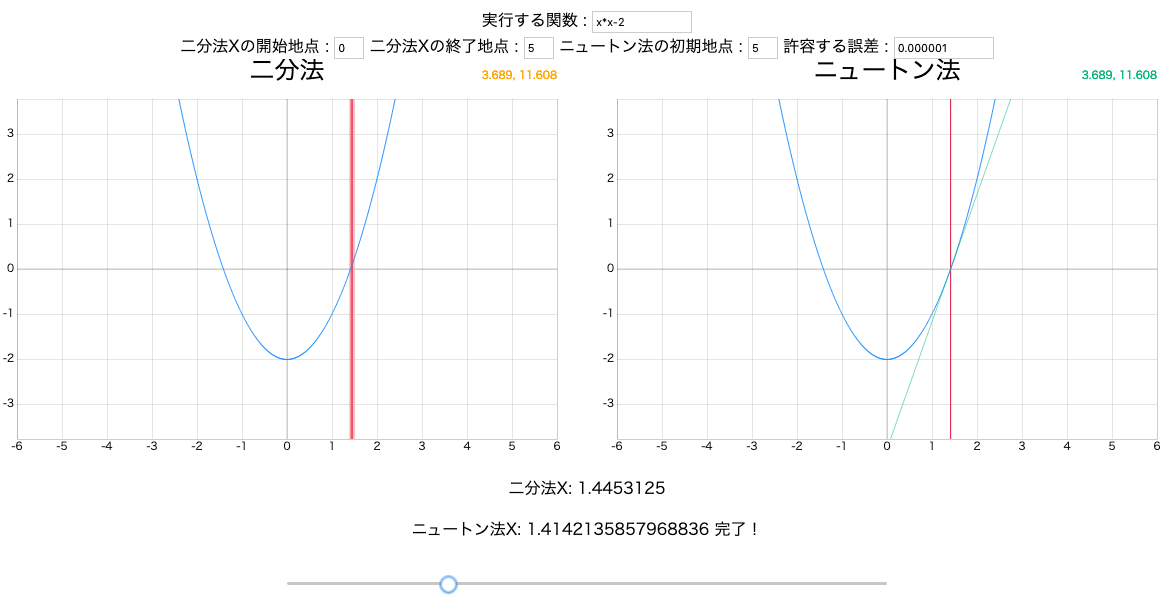 実行する関数 : x*x-2
二分法Xの開始地点 : 0 二分法Xの終了地点 : 5 ニュートン法の初期地点 : 5 許容する誤差 : 0.000001
二分法
3.689, 11.608
3
2
1
0
-1
-2
-3
-6 -5 -4 -3 -2 -1 0 1 2 3 4 5 6
ニュートン法
3.689, 11.608
3
2
1
0
-1
-2
-3
-6 -5 -4 -3 -2 -1 0 1 2 3 4 5 6
二分法X: 1.4453125
ニュートン法X: 1.4142135857968836 完了！